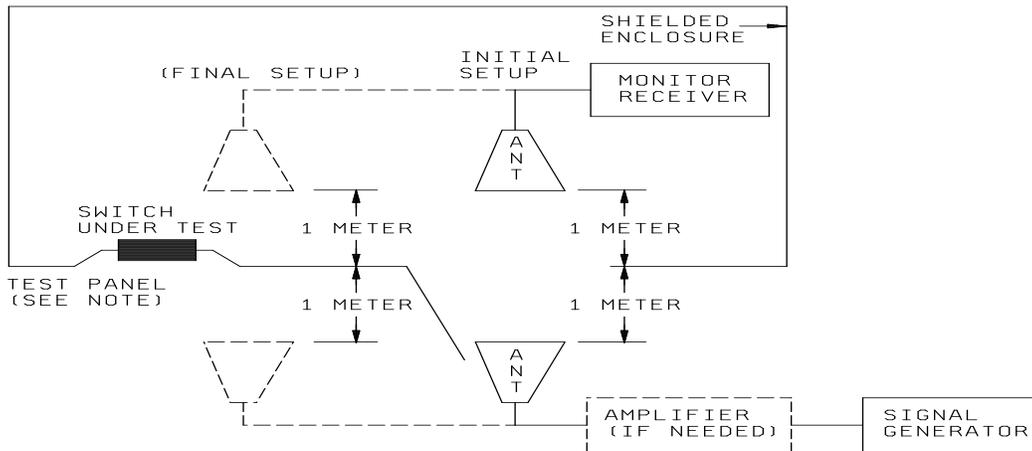 SHIELDED
ENCLOSURE
INITIAL
SETUP
(FINAL SETUP)
MONITOR
RECEIVER
ANT
SWITCH
UNDER TEST
1 METER
1 METER
TEST PANEL
(SEE NOTE)
1 METER
1 METER
ANT
AMPLIFIER
(IF NEEDED)
SIGNAL
GENERATOR